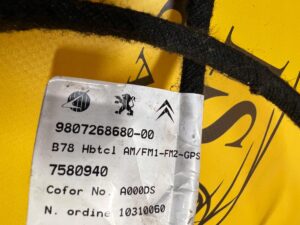 9807268680-00
B78 Hbtcl AM/FM1-FM2-GPS
7580940
Cofor No. A000DS
N. ordine 10310060